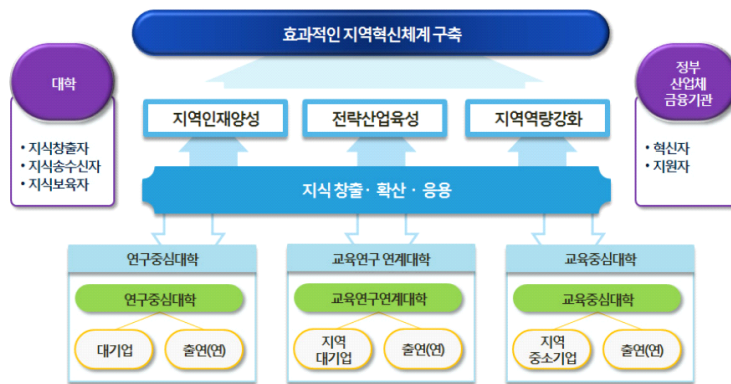 효과적인 지역혁신체계 구축
대학
• 지식창출자
• 지식송수신자
• 지식보육자
정부
산업체
금융기관
• 혁신자
• 지원자
지역인재양성
전략산업육성
지역역량강화
지식 창출 · 확산 · 응용
연구중심대학
연구중심대학
대기업
출연(연)
교육연구 연계대학
교육연구연계대학
지역
대기업
출연(연)
교육중심대학
교육중심대학
지역
중소기업
출연(연)